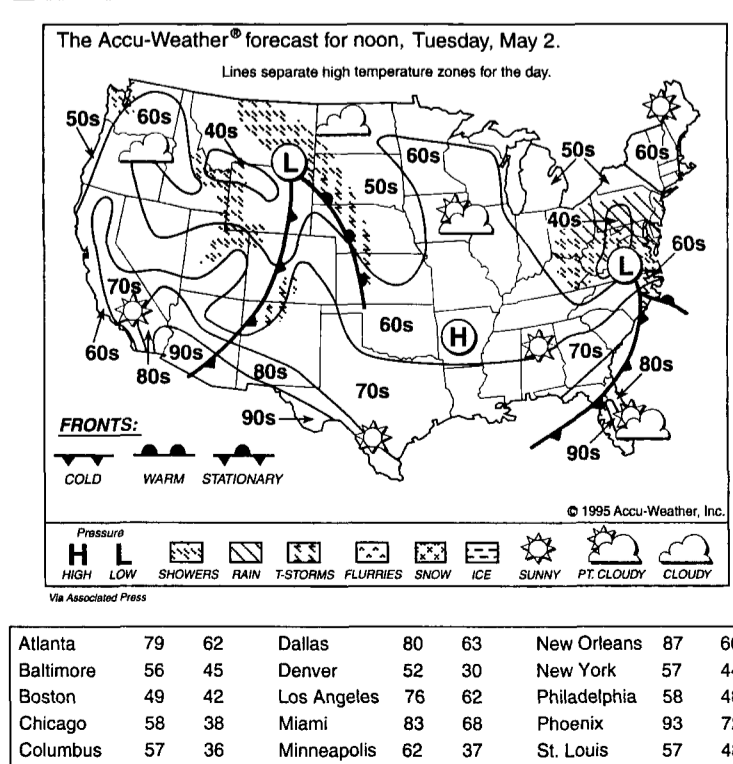 The Accu-Weather® forecast for noon, Tuesday, May 2.
Lines separate high temperature zones for the day.
50s 60s 40s 60s 50s 60s
50s 40s 60s
70s 60s
60s 80s 90s 80s 70s 80s
70s
90s 90s
L L H
FRONTS:
COLD WARM STATIONARY
© 1995 Accu-Weather, Inc.
Pressure
H L
HIGH LOW SHOWERS RAIN T-STORMS FLURRIES SNOW ICE SUNNY PT. CLOUDY CLOUDY
Via Associated Press
Atlanta 79 62 Dallas 80 63 New Orleans 87
Baltimore 56 45 Denver 52 30 New York 57
Boston 49 42 Los Angeles 76 62 Philadelphia 58
Chicago 58 38 Miami 83 68 Phoenix 93
Columbus 57 36 Minneapolis 62 37 St. Louis 57